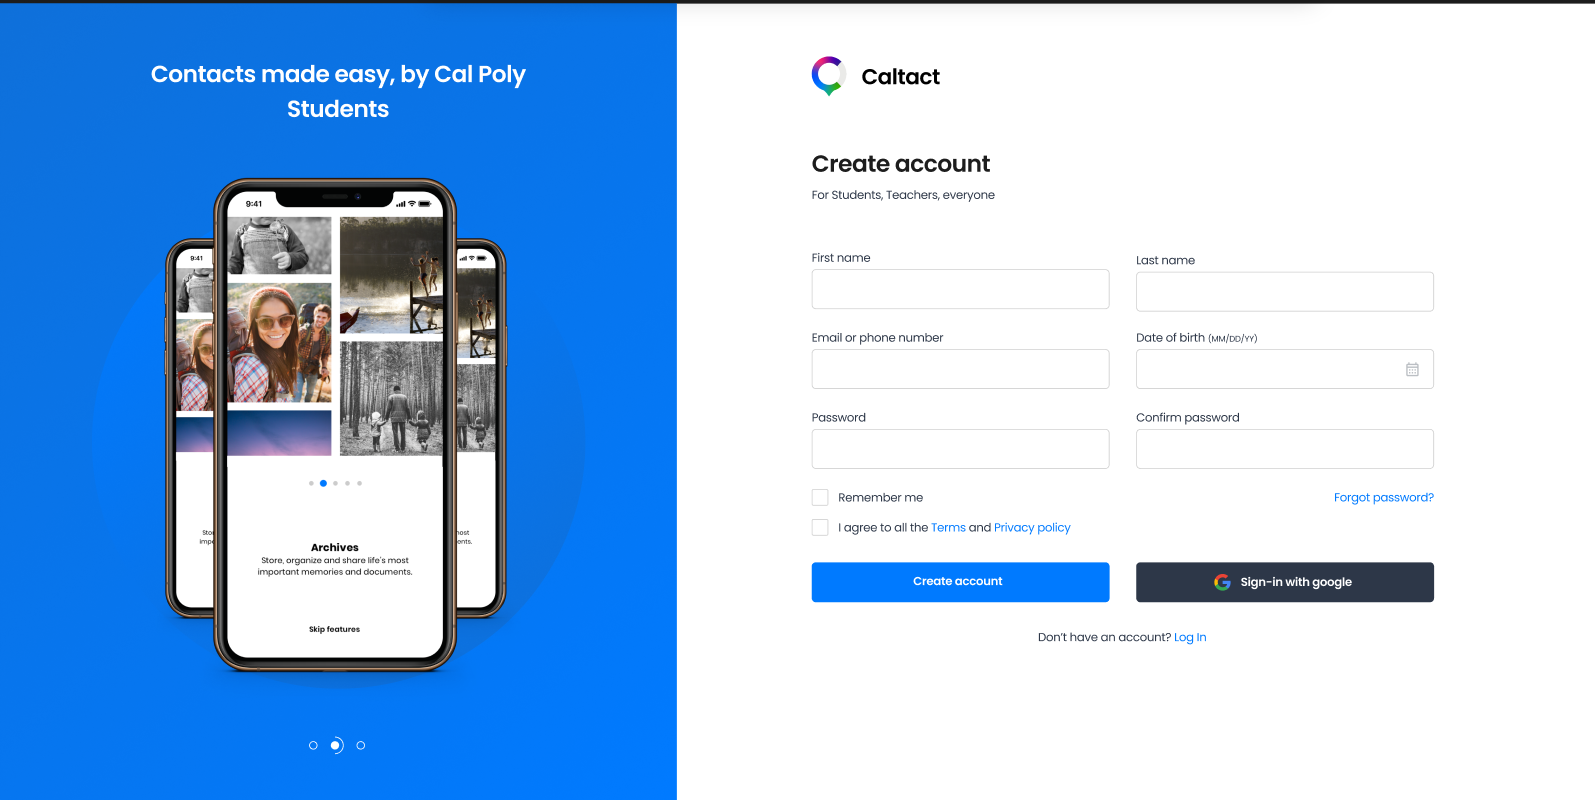 Contacts made easy, by Cal Poly
Students
9:41
9:41
Archives
Store, organize and share life's most
important memories and documents.
Skip features
Caltact
Create account
For Students, Teachers, everyone
First name
Last name
Email or phone number
Date of birth (MM/DD/YY)
Password
Confirm password
Remember me
Forgot password?
I agree to all the Terms and Privacy policy
Create account
Sign-in with google
Don't have an account? Log In